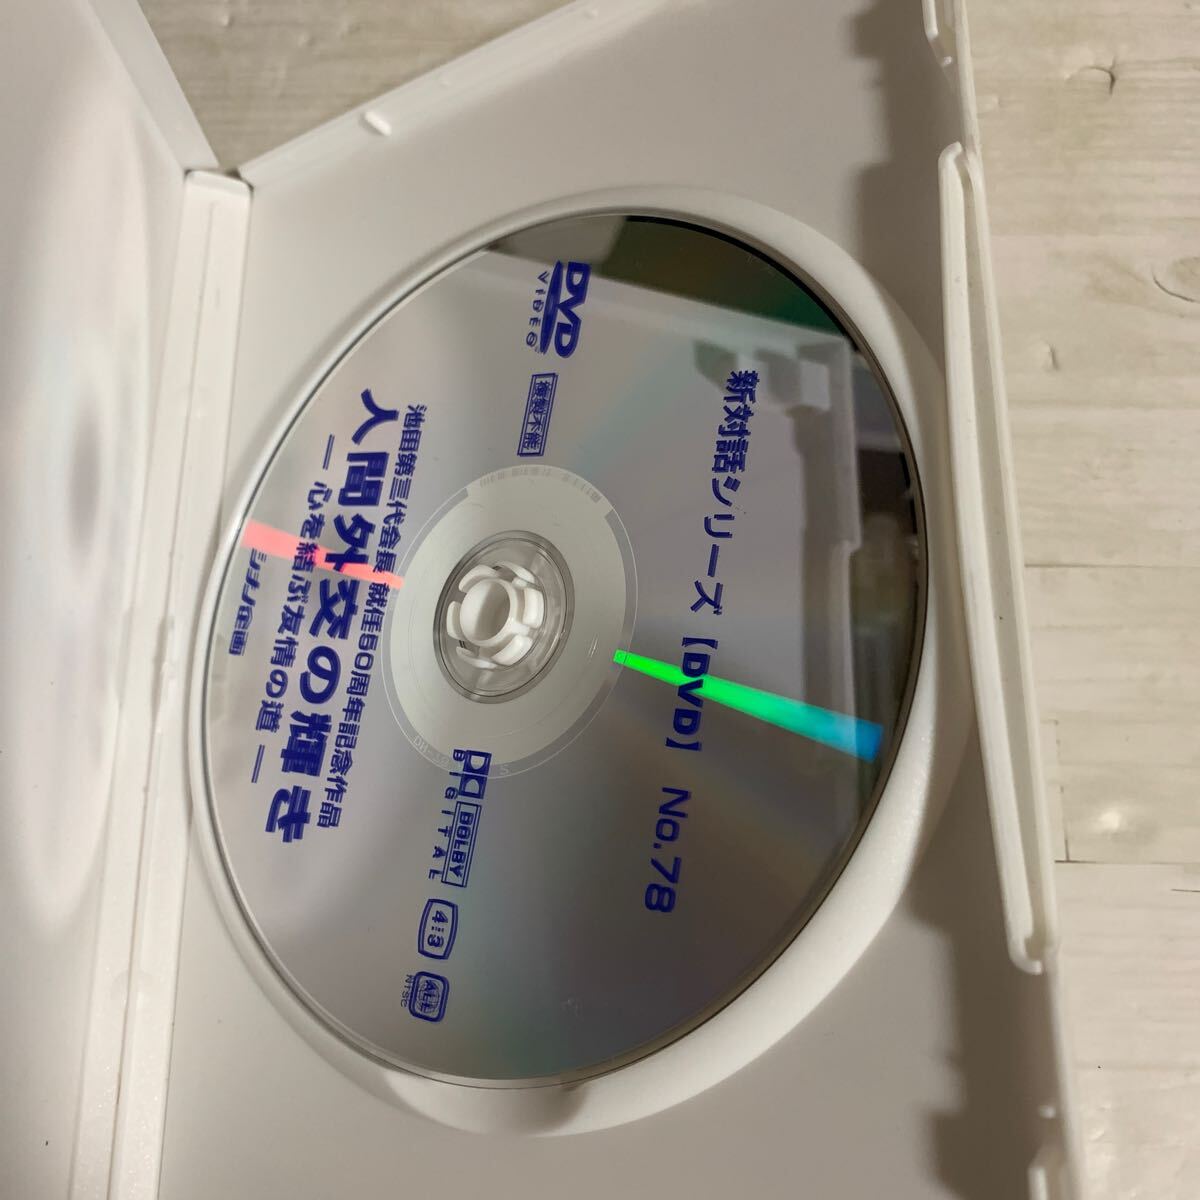 新対話シリーズ【DVD】 No.78
DVD
VIDEO
複製不能
DOLBY
DIGITAL
4:3
ALL
NTSC
池田第三代会長 就任50周年記念作品
人間外交の輝き
― 心を結ぶ友情の道 ―
シナノ企画